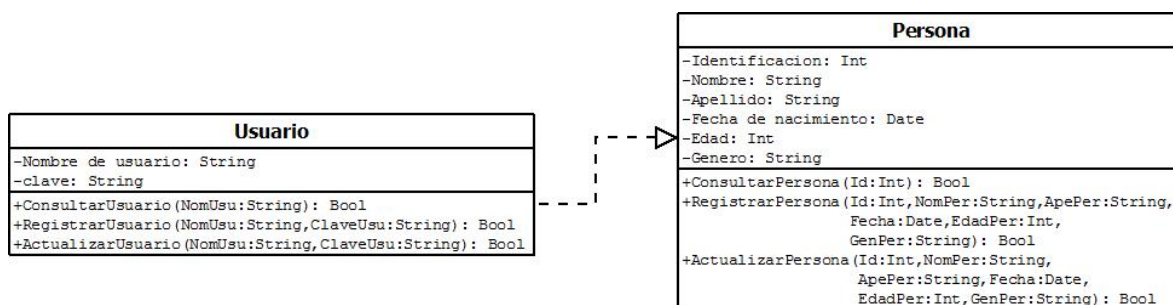 Usuario
-Nombre de usuario: String
-clave: String
+ConsultarUsuario(NomUsu:String): Bool
+RegistrarUsuario(NomUsu:String,ClaveUsu:String): Bool
+ActualizarUsuario(NomUsu:String,ClaveUsu:String): Bool
Persona
-Identificacion: Int
-Nombre: String
-Apellido: String
-Fecha de nacimiento: Date
-Edad: Int
-Genero: String
+ConsultarPersona(Id:Int): Bool
+RegistrarPersona(Id:Int,NomPer:String,ApePer:String,
Fecha:Date,EdadPer:Int,
GenPer:String): Bool
+ActualizarPersona(Id:Int,NomPer:String,
ApePer:String,Fecha:Date,
EdadPer:Int,GenPer:String): Bool